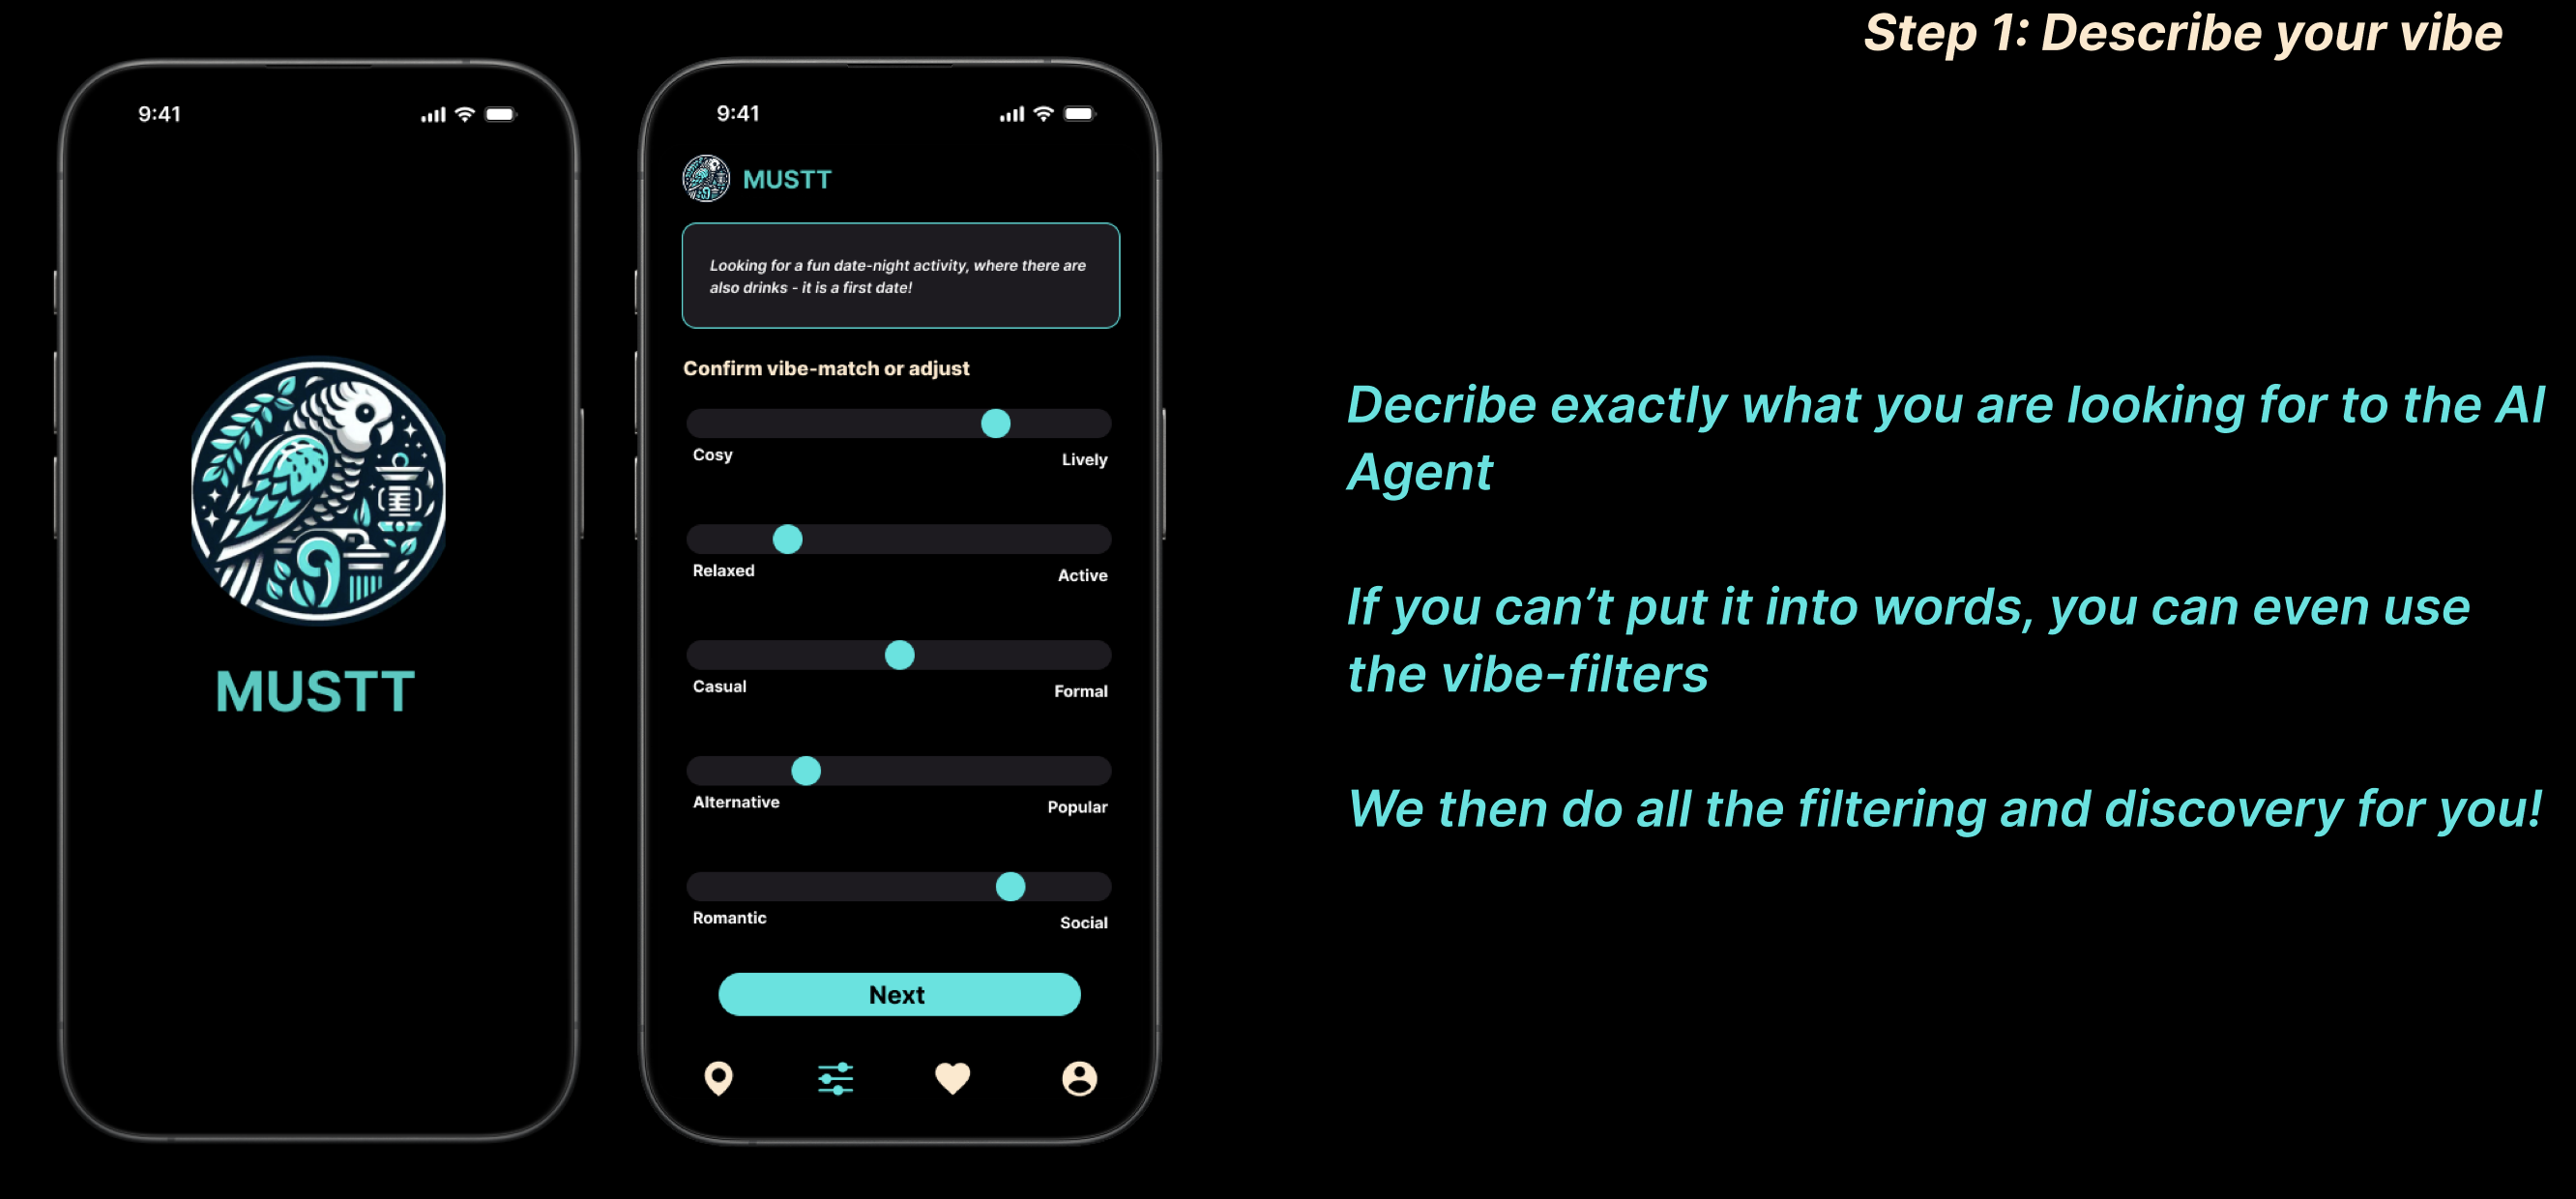 Step 1: Describe your vibe
9:41
MUSTT
9:41
MUSTT
Looking for a fun date-night activity, where there are
also drinks - it is a first date!
Confirm vibe-match or adjust
Cosy
Lively
Relaxed
Active
Casual
Formal
Alternative
Popular
Romantic
Social
Next
Decribe exactly what you are looking for to the AI
Agent
If you can’t put it into words, you can even use
the vibe-filters
We then do all the filtering and discovery for you!